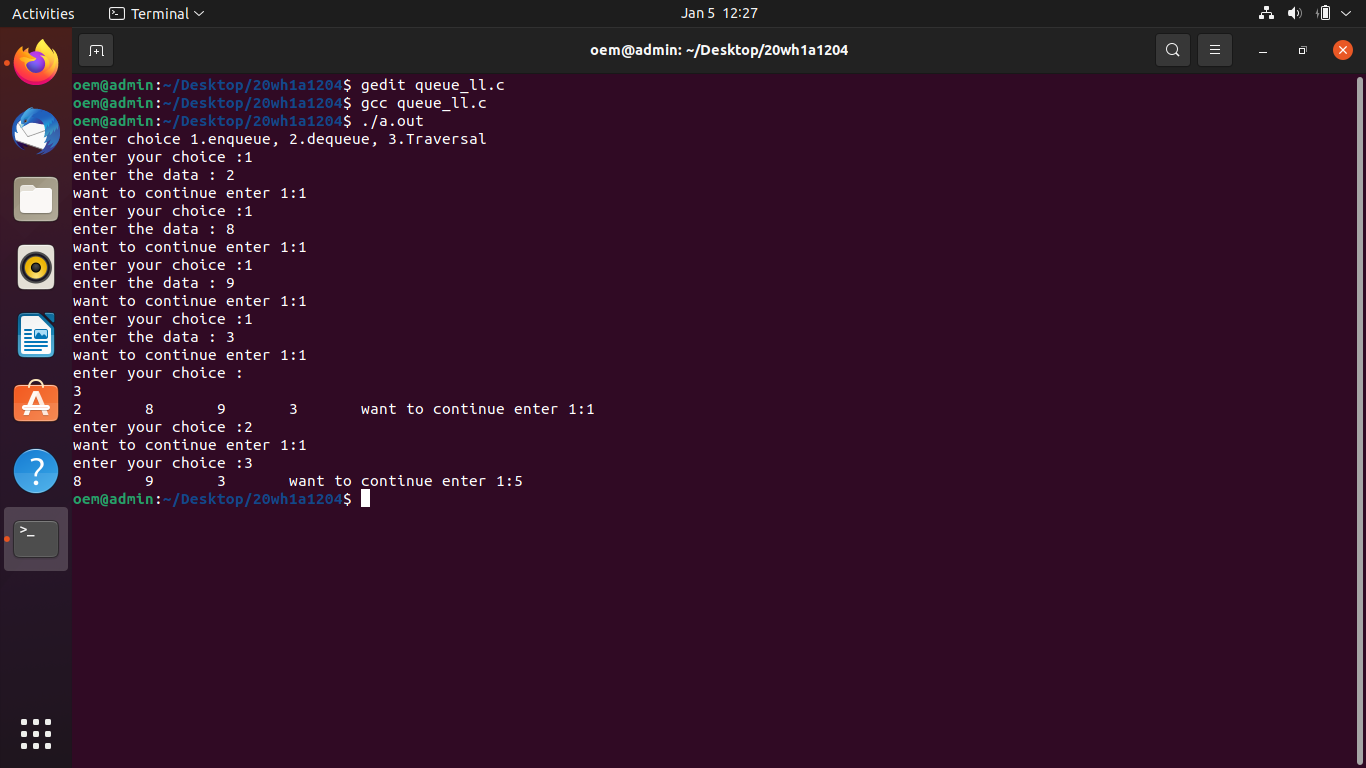 Activities Terminal Jan 5 12:27
oem@admin: ~/Desktop/20wh1a1204
oem@admin:~/Desktop/20wh1a1204$ gedit queue_ll.c
oem@admin:~/Desktop/20wh1a1204$ gcc queue_ll.c
oem@admin:~/Desktop/20wh1a1204$ ./a.out
enter choice 1.enqueue, 2.dequeue, 3.Traversal
enter your choice :1
enter the data : 2
want to continue enter 1:1
enter your choice :1
enter the data : 8
want to continue enter 1:1
enter your choice :1
enter the data : 9
want to continue enter 1:1
enter your choice :1
enter the data : 3
want to continue enter 1:1
enter your choice :
3
2       8       9       3       want to continue enter 1:1
enter your choice :2
want to continue enter 1:1
enter your choice :3
8       9       3       want to continue enter 1:5
oem@admin:~/Desktop/20wh1a1204$